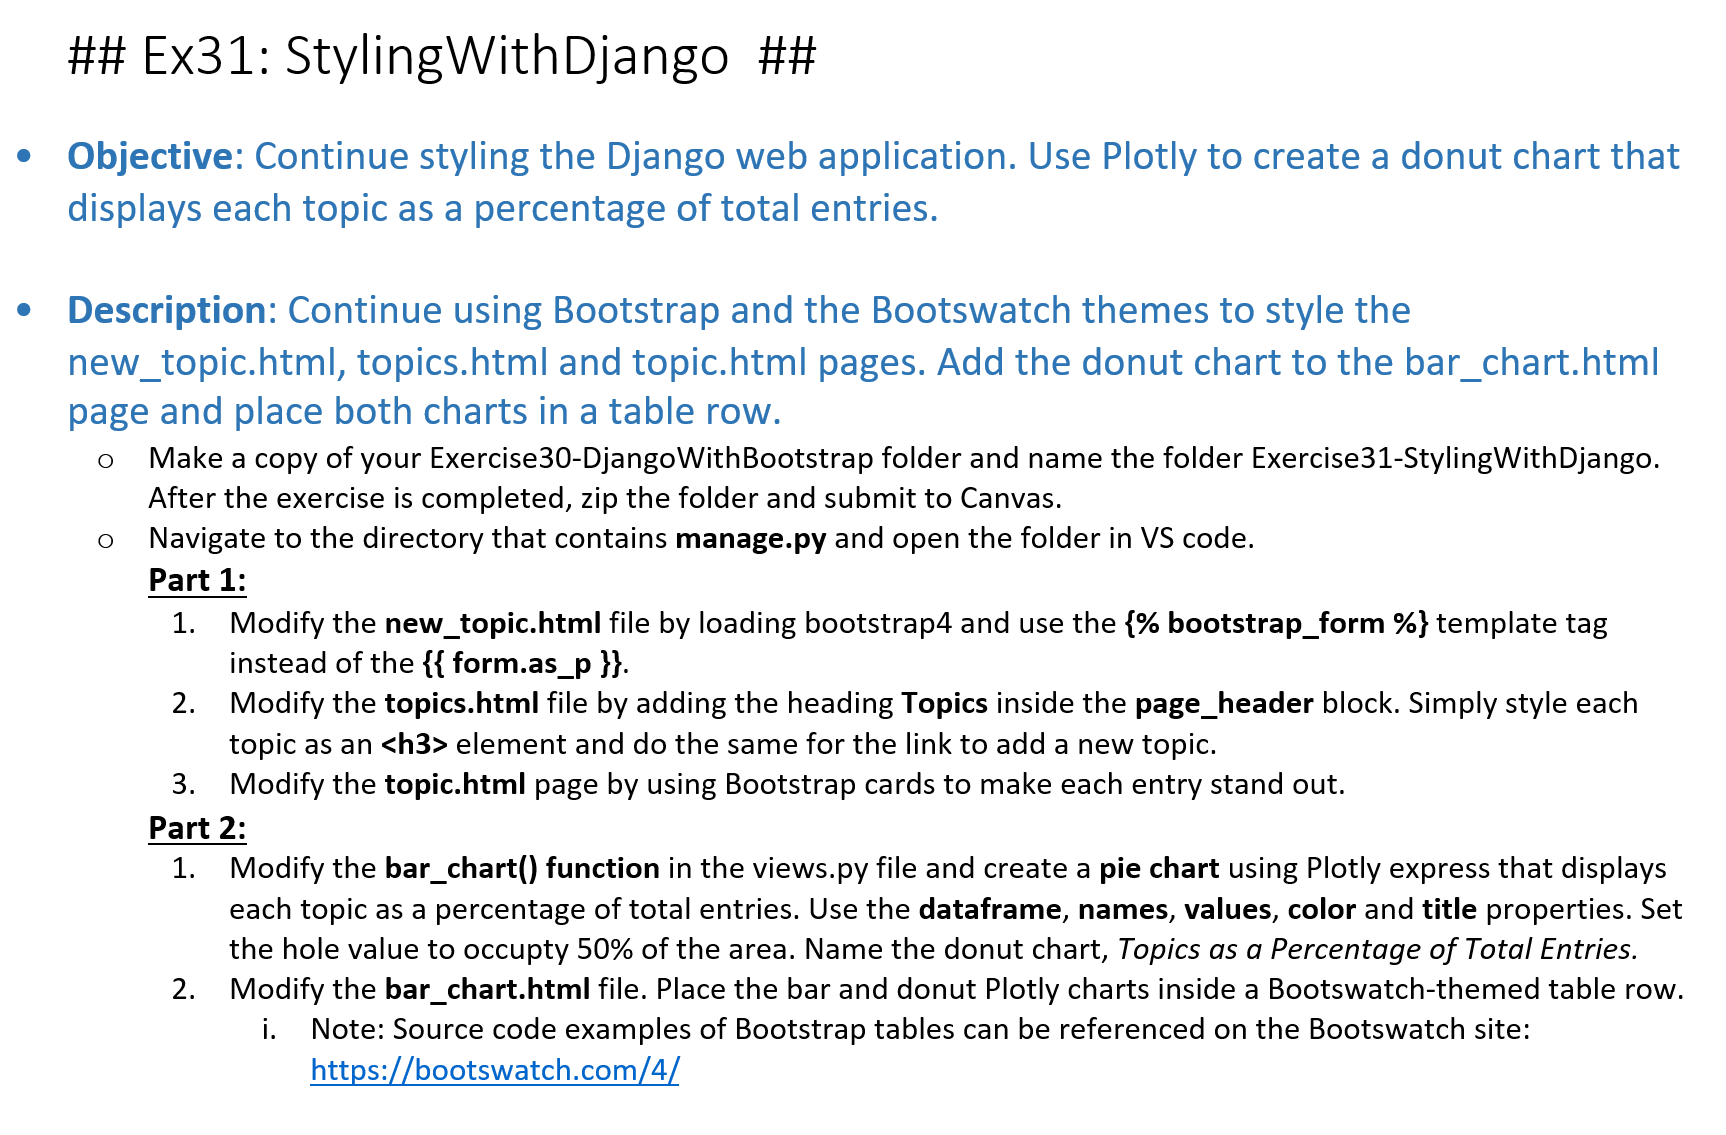 ## Ex31: StylingWithDjango ##
• Objective: Continue styling the Django web application. Use Plotly to create a donut chart that
displays each topic as a percentage of total entries.
• Description: Continue using Bootstrap and the Bootswatch themes to style the
new_topic.html, topics.html and topic.html pages. Add the donut chart to the bar_chart.html
page and place both charts in a table row.
o Make a copy of your Exercise30-DjangoWithBootstrap folder and name the folder Exercise31-StylingWithDjango.
After the exercise is completed, zip the folder and submit to Canvas.
o Navigate to the directory that contains manage.py and open the folder in VS code.
Part 1:
1. Modify the new_topic.html file by loading bootstrap4 and use the {% bootstrap_form %} template tag
instead of the {{ form.as_p }}.
2. Modify the topics.html file by adding the heading Topics inside the page_header block. Simply style each
topic as an <h3> element and do the same for the link to add a new topic.
3. Modify the topic.html page by using Bootstrap cards to make each entry stand out.
Part 2:
1. Modify the bar_chart() function in the views.py file and create a pie chart using Plotly express that displays
each topic as a percentage of total entries. Use the dataframe, names, values, color and title properties. Set
the hole value to occupty 50% of the area. Name the donut chart, Topics as a Percentage of Total Entries.
2. Modify the bar_chart.html file. Place the bar and donut Plotly charts inside a Bootswatch-themed table row.
i. Note: Source code examples of Bootstrap tables can be referenced on the Bootswatch site:
https://bootswatch.com/4/